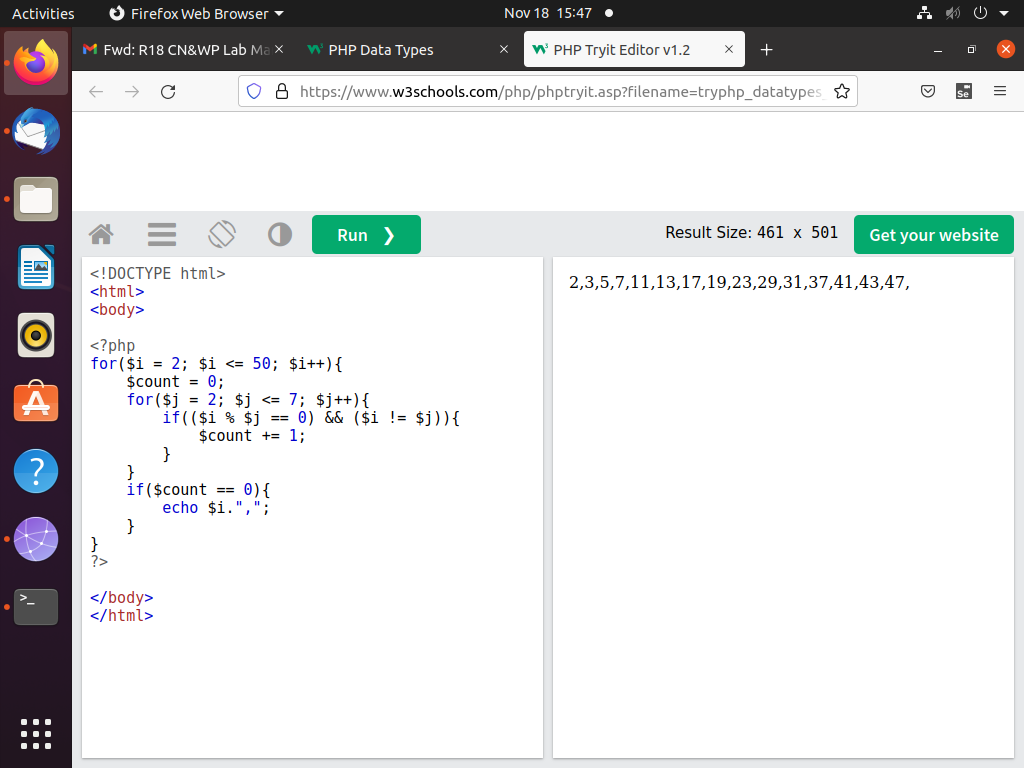 Activities
Firefox Web Browser
Nov 18 15:47
Fwd: R18 CN&WP Lab Ma
PHP Data Types
PHP Tryit Editor v1.2
https://www.w3schools.com/php/phptryit.asp?filename=tryphp_datatypes_
Se
Run ❯
Result Size: 461 x 501
Get your website
<!DOCTYPE html>
<html>
<body>
<?php
for($i = 2; $i <= 50; $i++){
    $count = 0;
    for($j = 2; $j <= 7; $j++){
        if(($i % $j == 0) && ($i != $j)){
            $count += 1;
        }
    }
    if($count == 0){
        echo $i.",";
    }
}
?>
</body>
</html>
2,3,5,7,11,13,17,19,23,29,31,37,41,43,47,